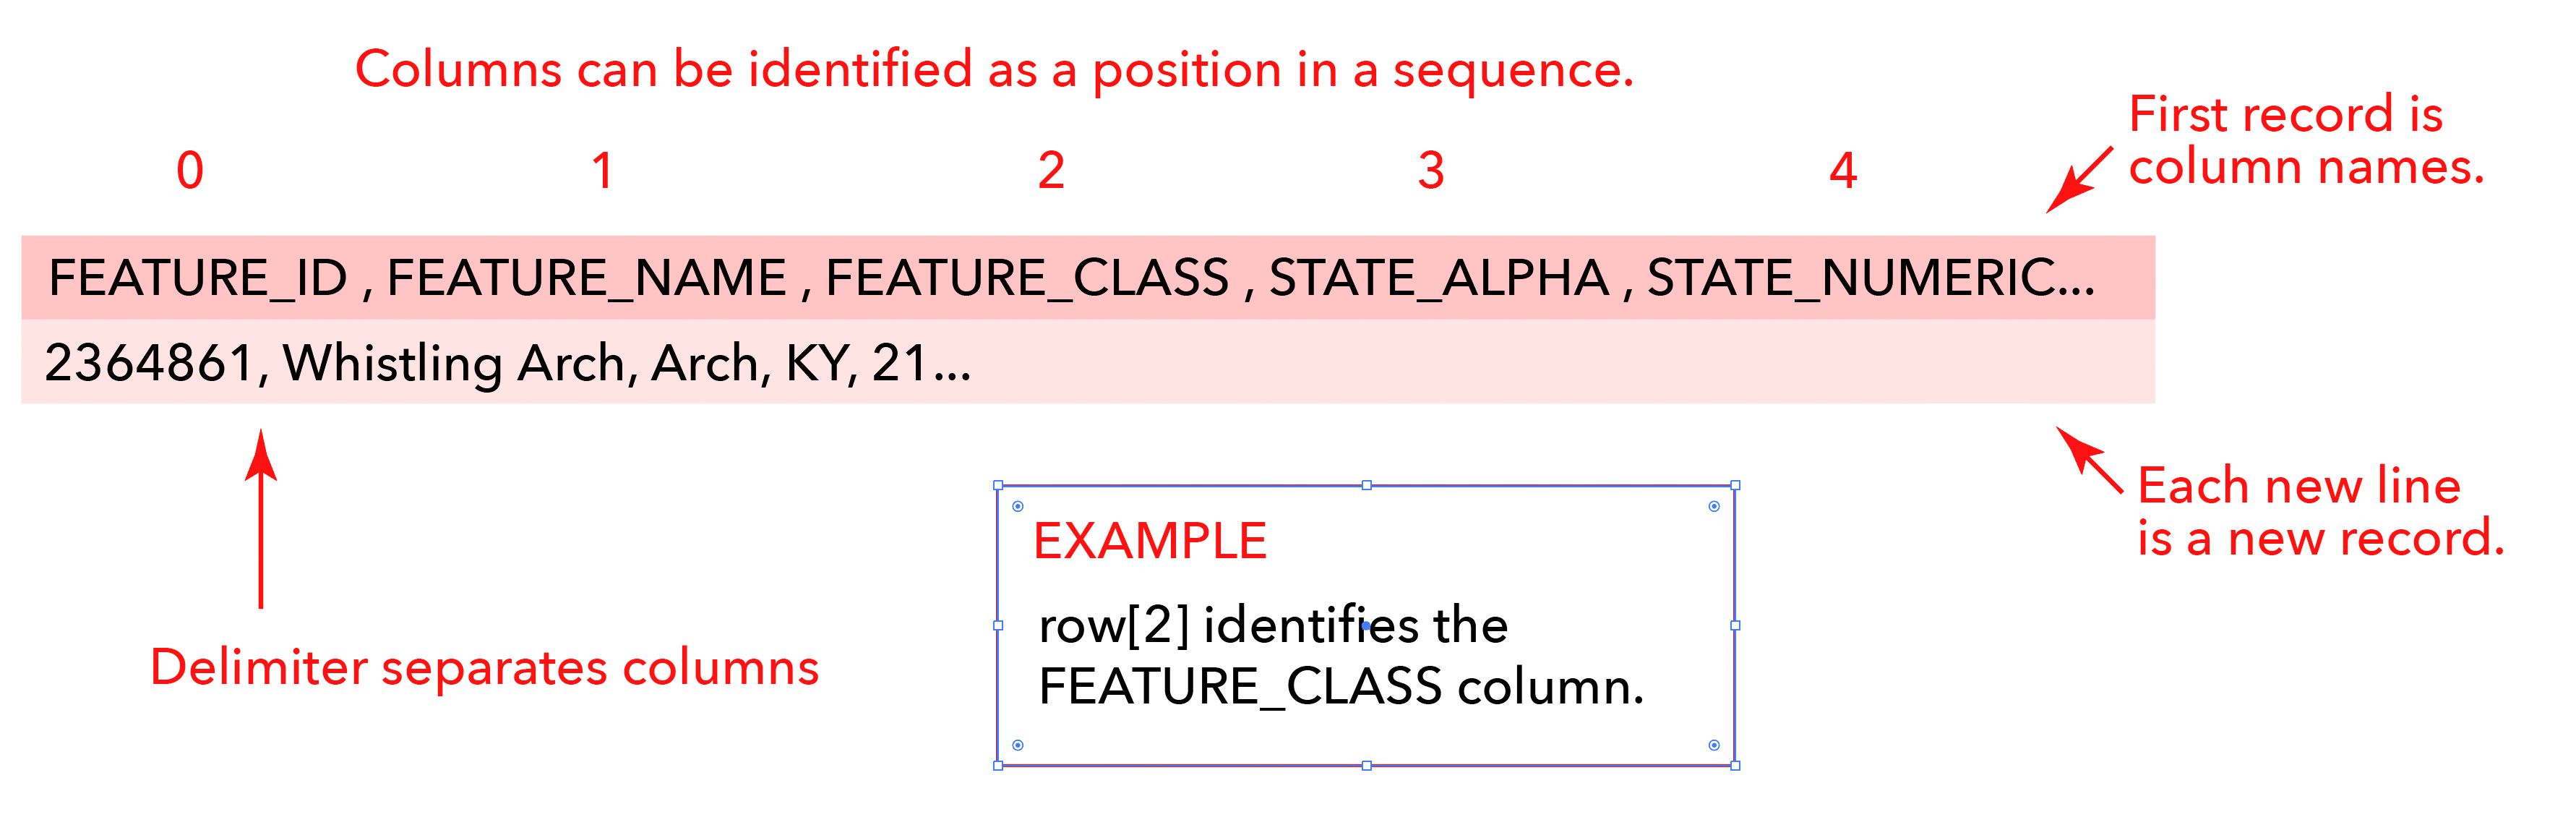 Columns can be identified as a position in a sequence.
First record is
column names.
0 1 2 3 4
FEATURE_ID , FEATURE_NAME , FEATURE_CLASS , STATE_ALPHA , STATE_NUMERIC...
2364861, Whistling Arch, Arch, KY, 21...
Each new line
is a new record.
EXAMPLE
row[2] identifies the
FEATURE_CLASS column.
Delimiter separates columns